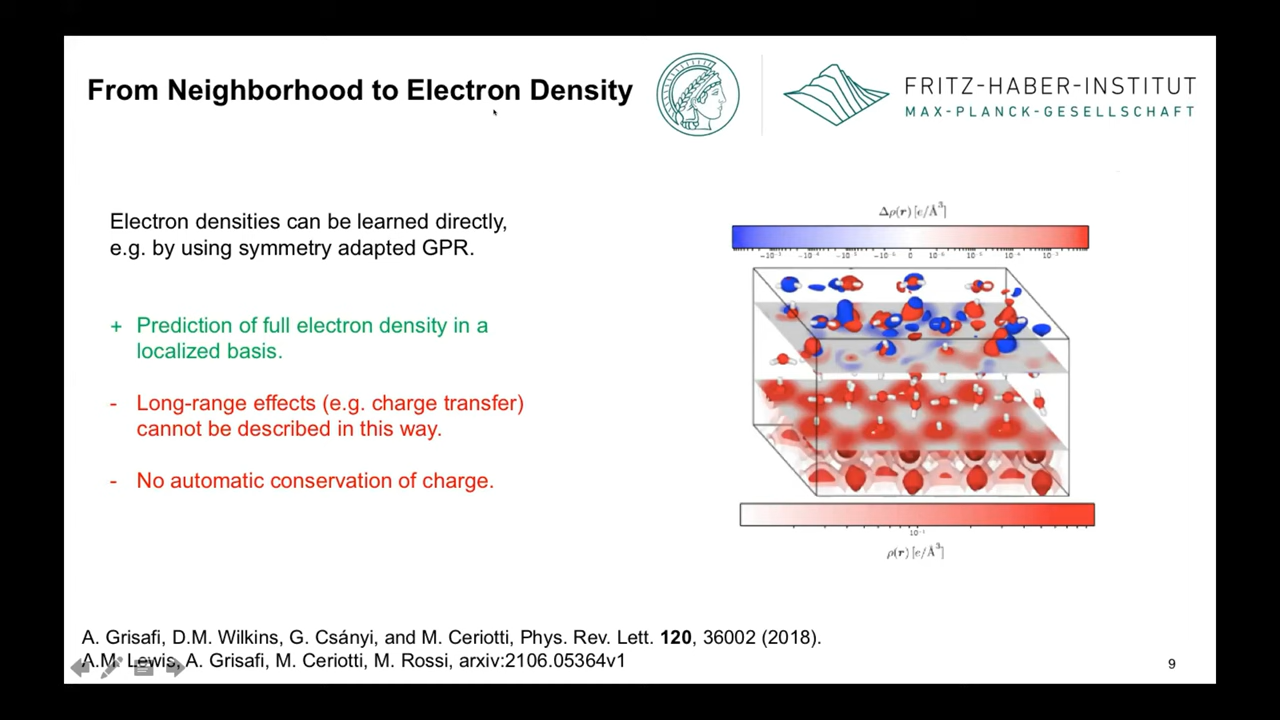 From Neighborhood to Electron Density
FRITZ-HABER-INSTITUT
MAX-PLANCK-GESELLSCHAFT
Electron densities can be learned directly,
e.g. by using symmetry adapted GPR.
+ Prediction of full electron density in a
localized basis.
- Long-range effects (e.g. charge transfer)
cannot be described in this way.
- No automatic conservation of charge.
Δρ(r) [e/Å³]
0
10⁻¹
ρ(r) [e/Å³]
A. Grisafi, D.M. Wilkins, G. Csányi, and M. Ceriotti, Phys. Rev. Lett. 120, 36002 (2018).
A.M. Lewis, A. Grisafi, M. Ceriotti, M. Rossi, arxiv:2106.05364v1
9